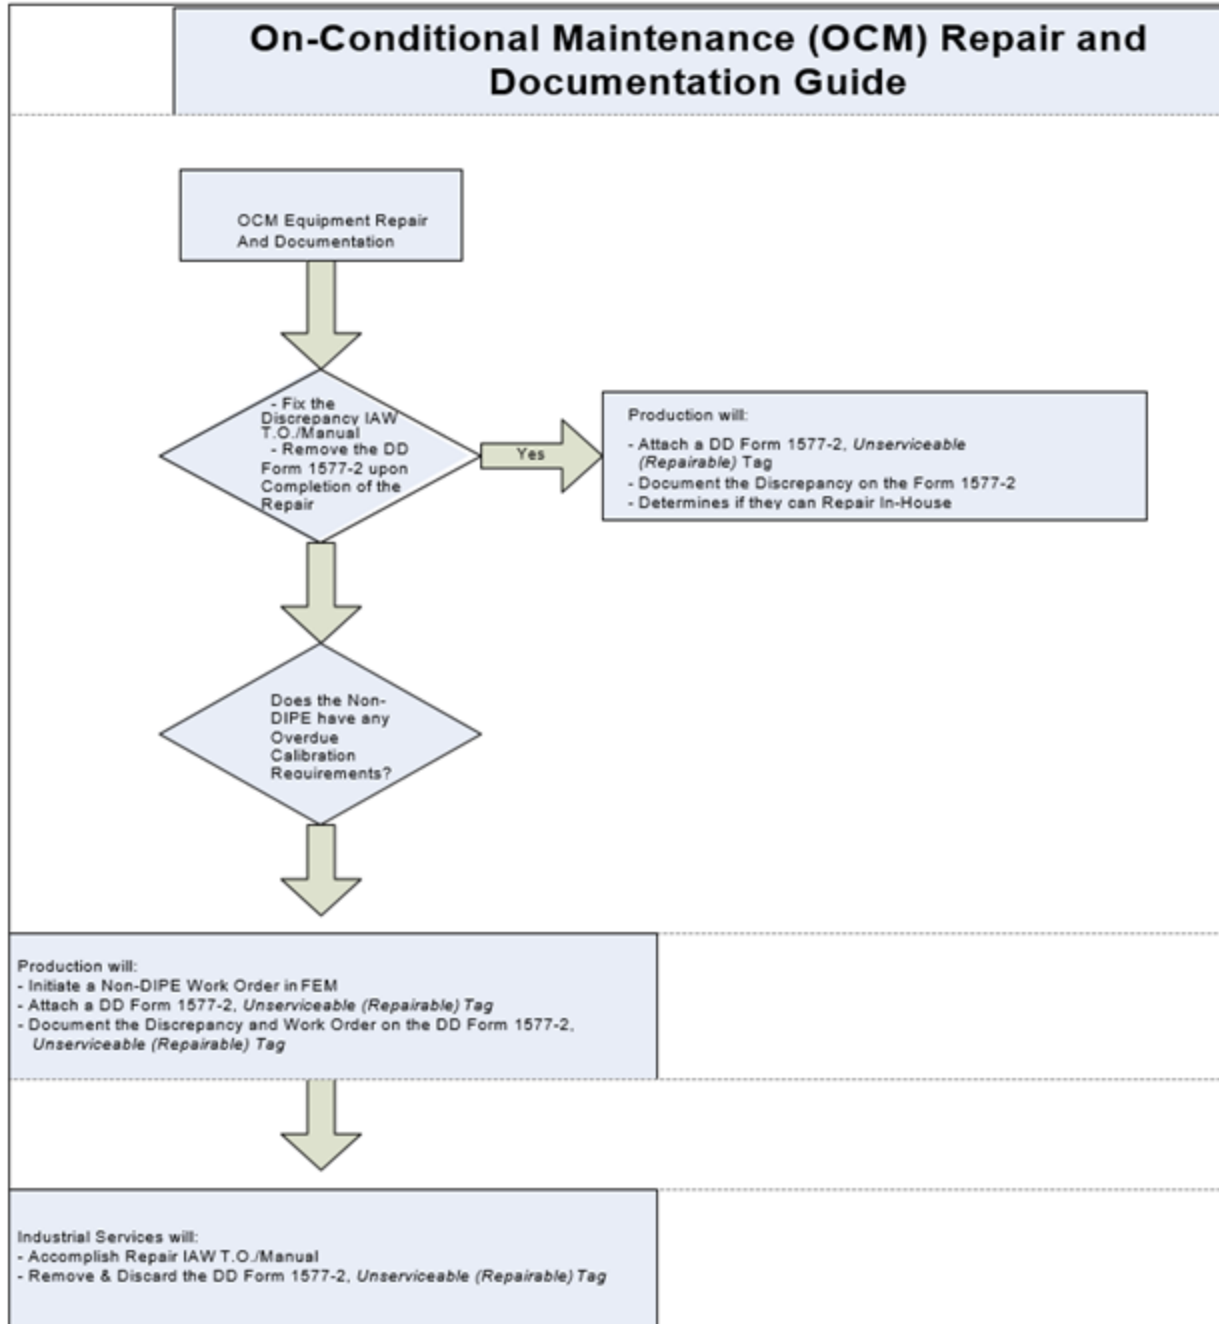 On-Conditional Maintenance (OCM) Repair and
Documentation Guide
OCM Equipment Repair
And Documentation
- Fix the
Discrepancy IAW
T.O./Manual
- Remove the DD
Form 1577-2 upon
Completion of the
Repair
Yes
Production will:
- Attach a DD Form 1577-2, Unserviceable
(Repairable) Tag
- Document the Discrepancy on the Form 1577-2
- Determines if they can Repair In-House
Does the Non-
DIPE have any
Overdue
Calibration
Requirements?
Production will:
- Initiate a Non-DIPE Work Order in FEM
- Attach a DD Form 1577-2, Unserviceable (Repairable) Tag
- Document the Discrepancy and Work Order on the DD Form 1577-2,
Unserviceable (Repairable) Tag
Industrial Services will:
- Accomplish Repair IAW T.O./Manual
- Remove & Discard the DD Form 1577-2, Unserviceable (Repairable) Tag